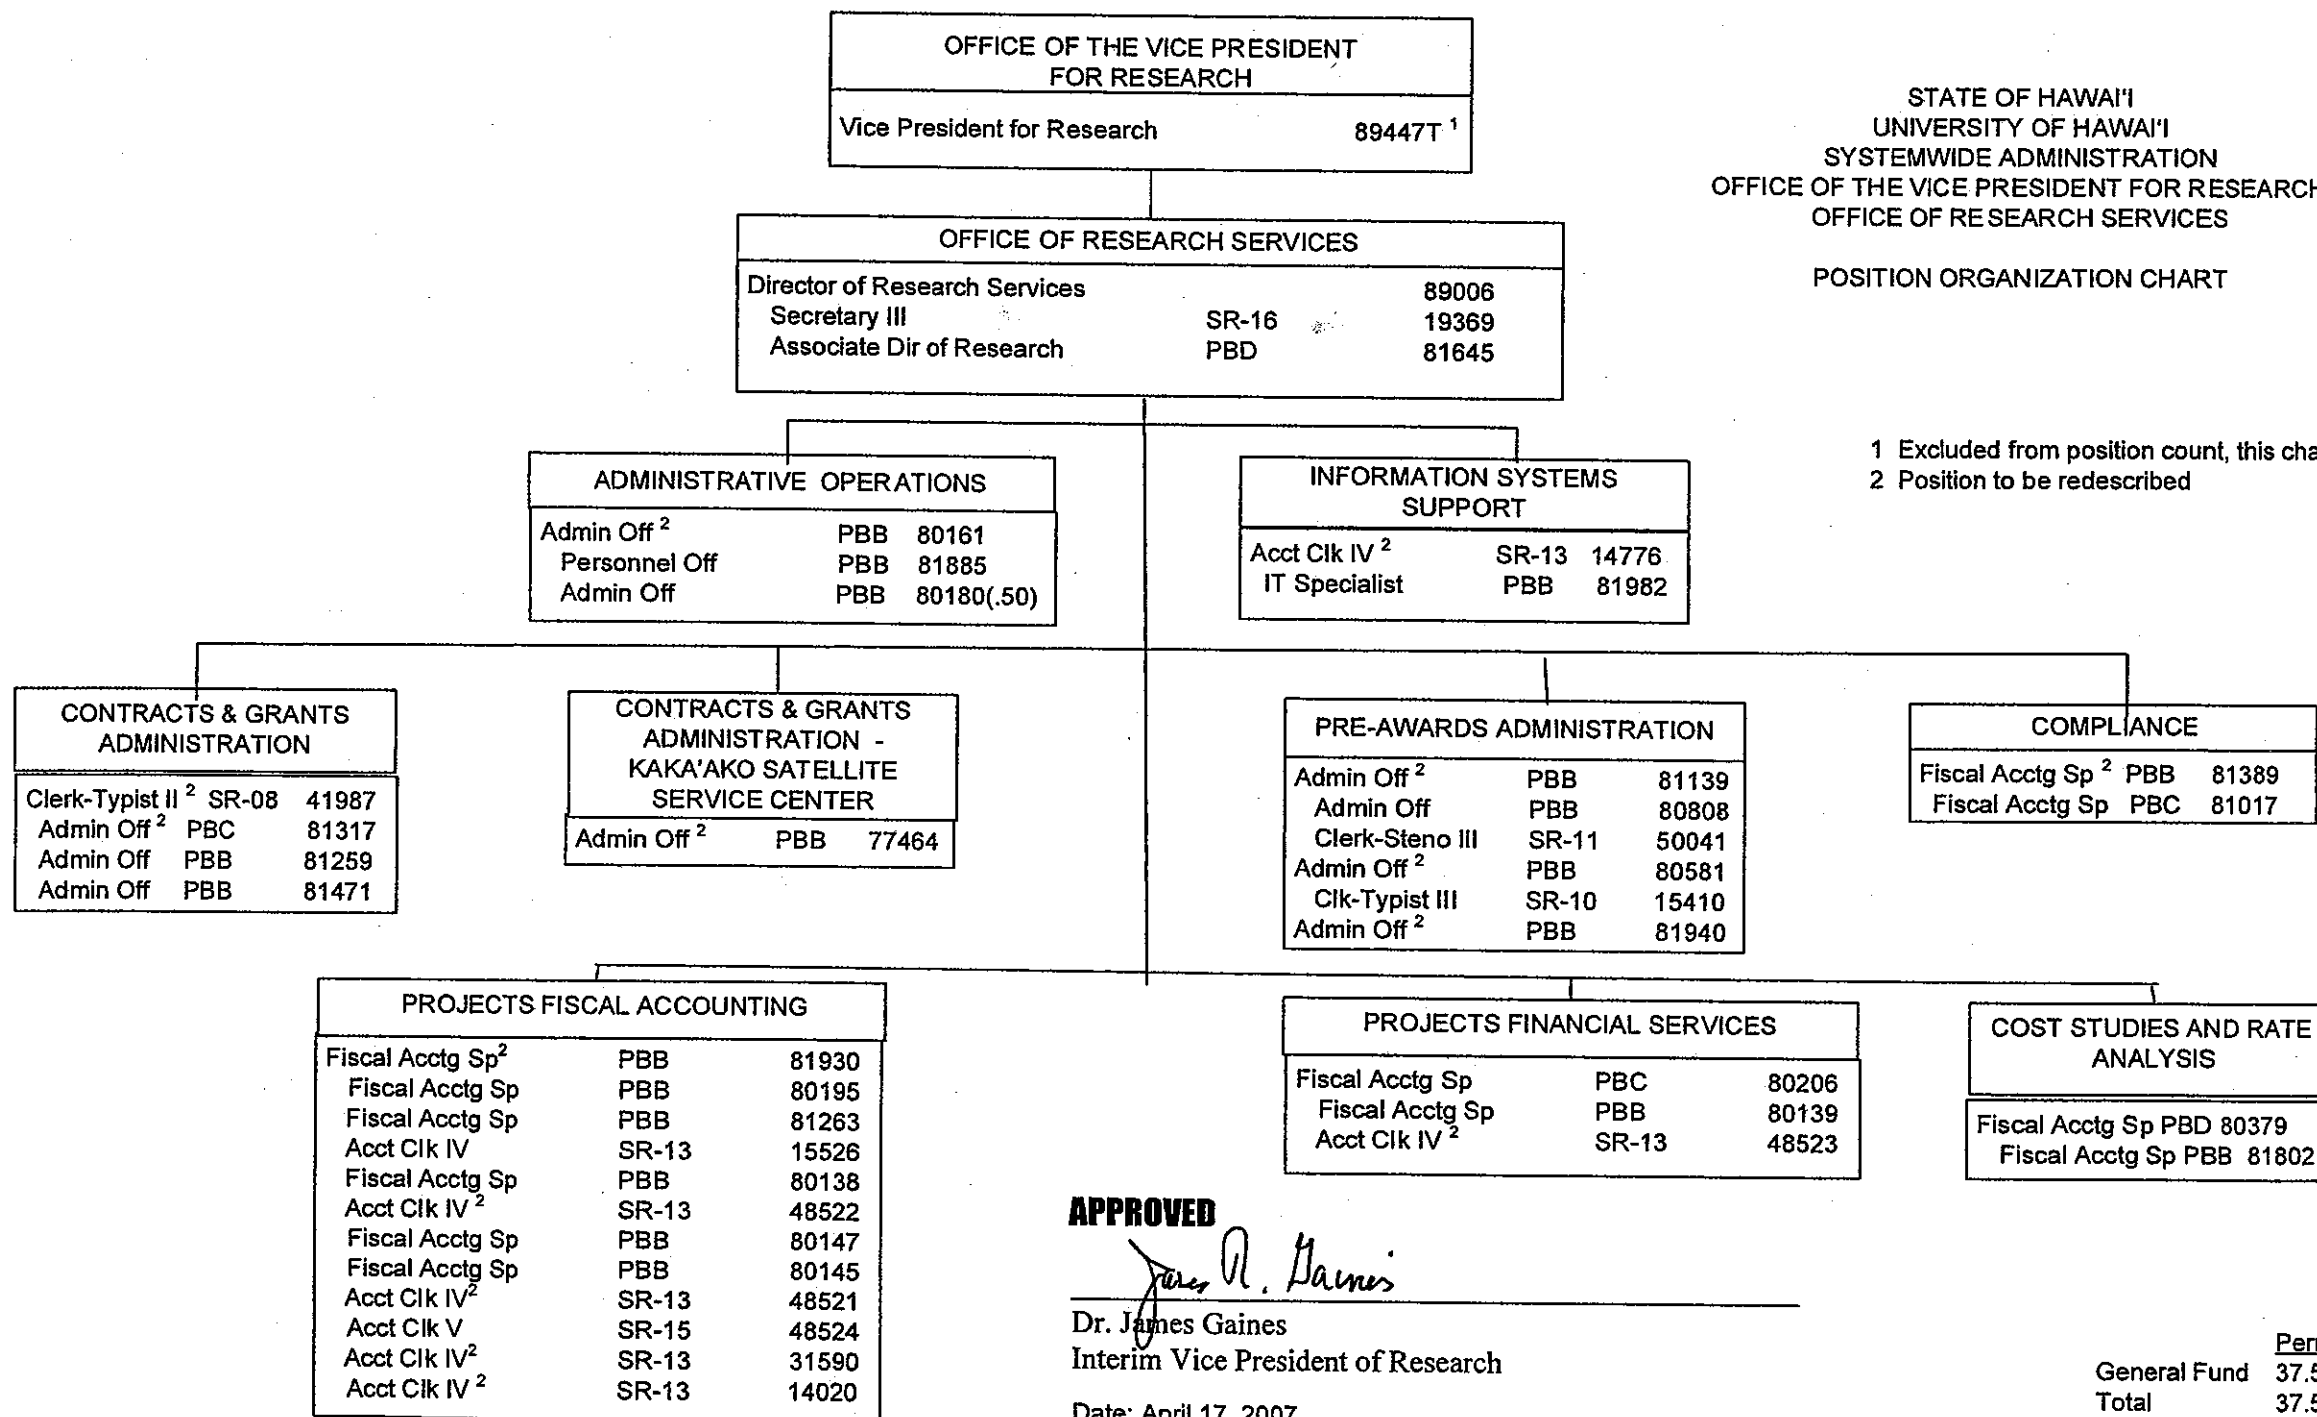 OFFICE OF THE VICE PRESIDENT
FOR RESEARCH
Vice President for Research 89447T 1
STATE OF HAWAI'I
UNIVERSITY OF HAWAI'I
SYSTEMWIDE ADMINISTRATION
OFFICE OF THE VICE PRESIDENT FOR RESEARCH
OFFICE OF RESEARCH SERVICES
POSITION ORGANIZATION CHART
OFFICE OF RESEARCH SERVICES
Director of Research Services 89006
Secretary III SR-16 19369
Associate Dir of Research PBD 81645
1 Excluded from position count, this cha
2 Position to be redescribed
ADMINISTRATIVE OPERATIONS
Admin Off 2 PBB 80161
Personnel Off PBB 81885
Admin Off PBB 80180(.50)
INFORMATION SYSTEMS
SUPPORT
Acct Clk IV 2 SR-13 14776
IT Specialist PBB 81982
CONTRACTS & GRANTS
ADMINISTRATION
Clerk-Typist II 2 SR-08 41987
Admin Off 2 PBC 81317
Admin Off PBB 81259
Admin Off PBB 81471
CONTRACTS & GRANTS
ADMINISTRATION -
KAKA'AKO SATELLITE
SERVICE CENTER
Admin Off 2 PBB 77464
PRE-AWARDS ADMINISTRATION
Admin Off 2 PBB 81139
Admin Off PBB 80808
Clerk-Steno III SR-11 50041
Admin Off 2 PBB 80581
Clk-Typist III SR-10 15410
Admin Off 2 PBB 81940
COMPLIANCE
Fiscal Acctg Sp 2 PBB 81389
Fiscal Acctg Sp PBC 81017
PROJECTS FISCAL ACCOUNTING
Fiscal Acctg Sp2 PBB 81930
Fiscal Acctg Sp PBB 80195
Fiscal Acctg Sp PBB 81263
Acct Clk IV SR-13 15526
Fiscal Acctg Sp PBB 80138
Acct Clk IV 2 SR-13 48522
Fiscal Acctg Sp PBB 80147
Fiscal Acctg Sp PBB 80145
Acct Clk IV2 SR-13 48521
Acct Clk V SR-15 48524
Acct Clk IV2 SR-13 31590
Acct Clk IV 2 SR-13 14020
PROJECTS FINANCIAL SERVICES
Fiscal Acctg Sp PBC 80206
Fiscal Acctg Sp PBB 80139
Acct Clk IV 2 SR-13 48523
COST STUDIES AND RATE
ANALYSIS
Fiscal Acctg Sp PBD 80379
Fiscal Acctg Sp PBB 81802
APPROVED
James R. Gaines
Dr. James Gaines
Interim Vice President of Research
Date: April 17, 2007
Perm
General Fund 37.5
Total 37.5